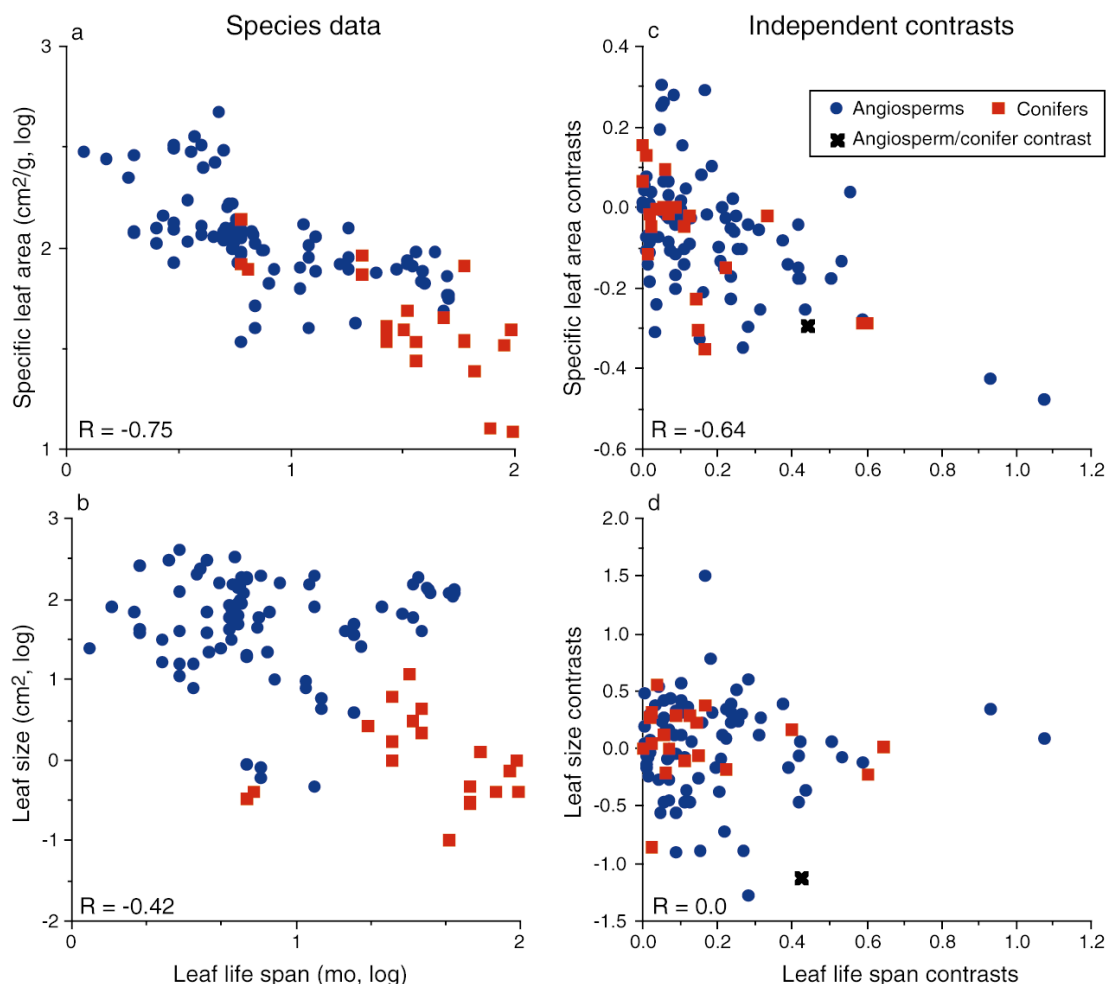 Species data
Independent contrasts
a
3
2
1
Specific leaf area (cm2/g, log)
R = -0.75
0
1
2
c
0.4
0.2
0.0
-0.2
-0.4
-0.6
Specific leaf area contrasts
Angiosperms
Conifers
Angiosperm/conifer contrast
R = -0.64
0.0
0.2
0.4
0.6
0.8
1.0
1.2
b
3
2
1
0
-1
-2
Leaf size (cm2, log)
R = -0.42
0
1
2
Leaf life span (mo, log)
d
2.0
1.5
1.0
0.5
0.0
-0.5
-1.0
-1.5
Leaf size contrasts
R = 0.0
0.0
0.2
0.4
0.6
0.8
1.0
1.2
Leaf life span contrasts